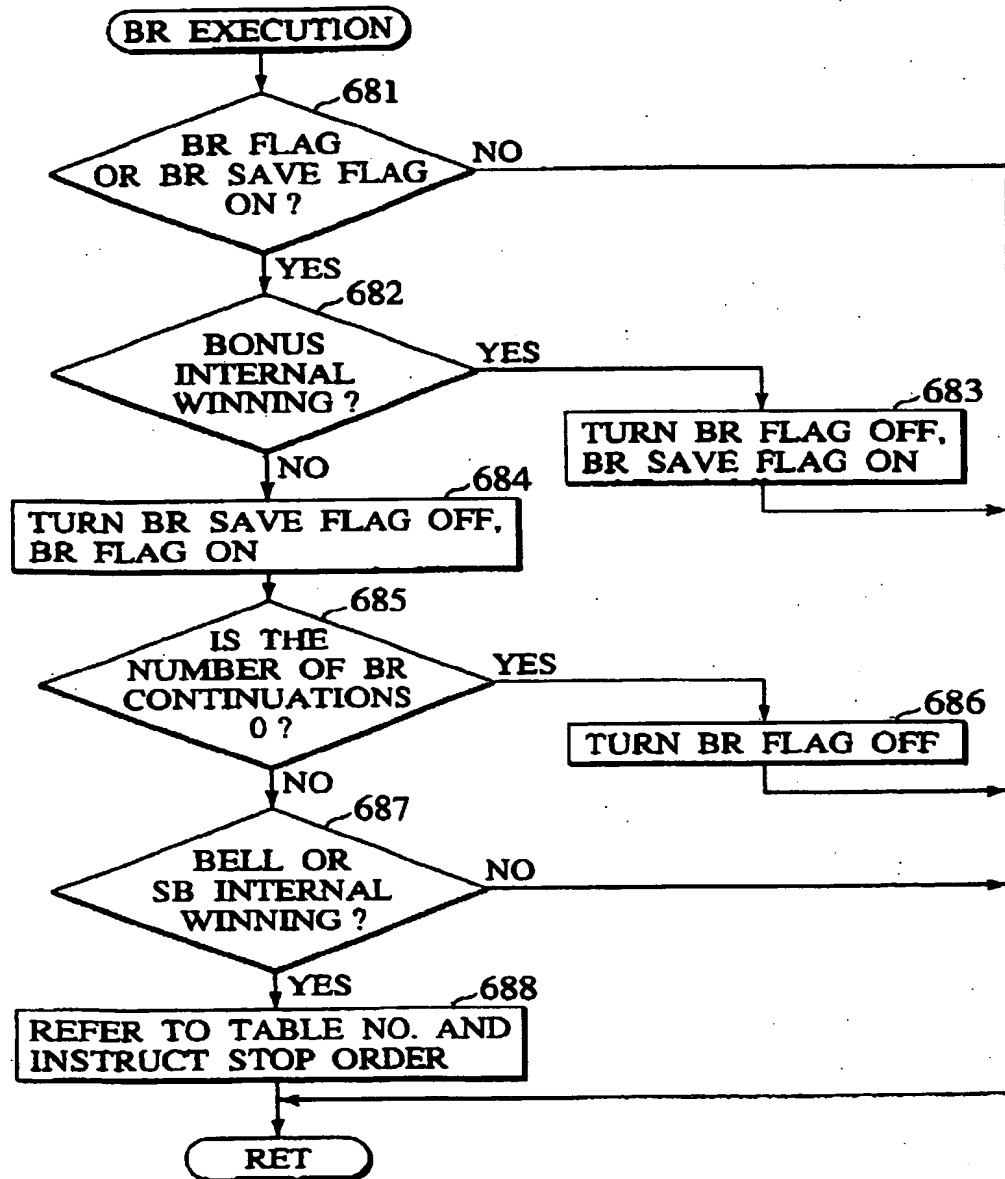 BR EXECUTION
681
BR FLAG
OR BR SAVE FLAG
ON ?
NO
YES
682
BONUS
INTERNAL
WINNING ?
YES
683
TURN BR FLAG OFF,
BR SAVE FLAG ON
NO
684
TURN BR SAVE FLAG OFF,
BR FLAG ON
685
IS THE
NUMBER OF BR
CONTINUATIONS
0 ?
YES
686
TURN BR FLAG OFF
NO
687
BELL OR
SB INTERNAL
WINNING ?
NO
YES
688
REFER TO TABLE NO. AND
INSTRUCT STOP ORDER
RET